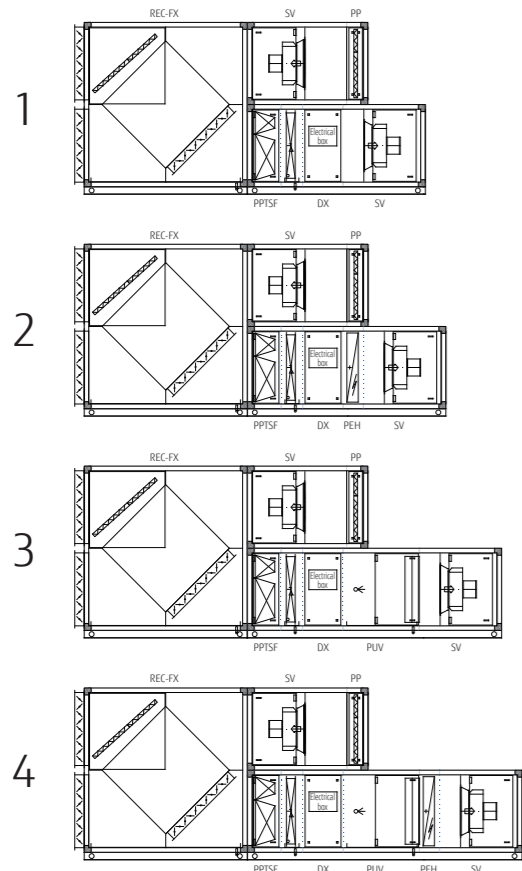 REC-FX SV PP
1
Electrical
box
PPTSF DX SV
REC-FX SV PP
2
Electrical
box
PPTSF DX PEH SV
REC-FX SV PP
3
Electrical
box
PPTSF DX PUV SV
REC-FX SV PP
4
Electrical
box
PPTSF DX PUV PEH SV